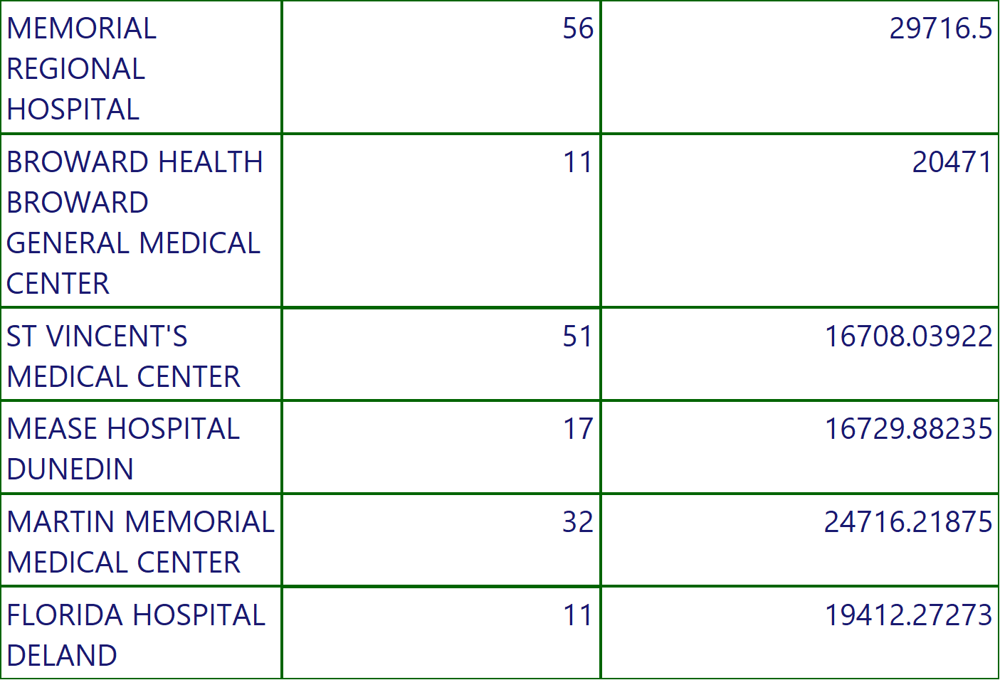 MEMORIAL 56 29716.5
REGIONAL
HOSPITAL
BROWARD HEALTH 11 20471
BROWARD
GENERAL MEDICAL
CENTER
ST VINCENT'S 51 16708.03922
MEDICAL CENTER
MEASE HOSPITAL 17 16729.88235
DUNEDIN
MARTIN MEMORIAL 32 24716.21875
MEDICAL CENTER
FLORIDA HOSPITAL 11 19412.27273
DELAND